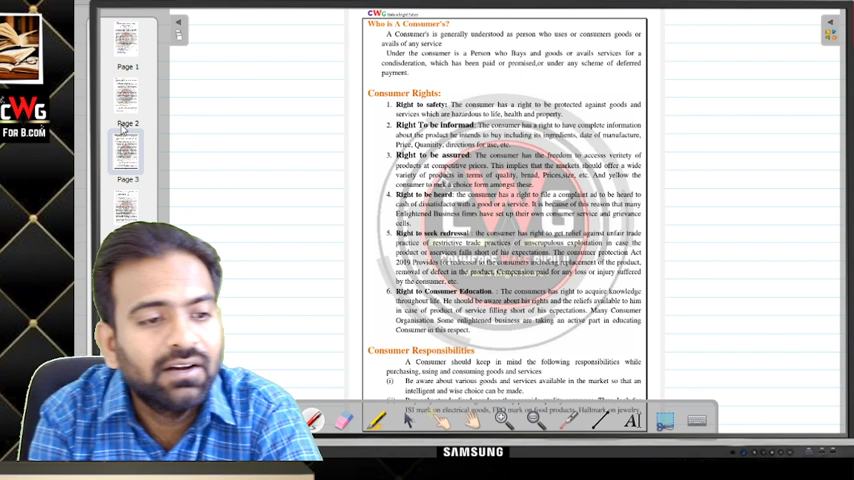 CWG
Who is A Consumer's?
A Consumer's is generally understood as person who uses or consumers goods or
avails of any service
Under the consumer is a Person who Buys and goods or avails services for a
condisderation, which has been paid or promised,or under any scheme of deferred
payment.
Consumer Rights:
1. Right to safety: The consumer has a right to be protected against goods and
services which are hazardous to life, health and property.
2. Right To be informad: The consumer has a right to have complete information
about the product he intends to buy including its ingredients, date of manufacture,
Price, Quanitity, directions for use, etc.
3. Right to be assured: The consumer has the freedom to access veriety of
products at competitive prices. This implies that the markets should offer a wide
variety of products in terms of quality, brnad, Prices,size, etc. And yellow the
consumer to mek a choice form amongst these.
4. Right to be heard: the consumer has a right to file a complaint ad to be heard to
cash of dissatisfacto with a good or a service. It is because of this reason that many
Enlightened Business firms have set up their own consumer service and grievance
cells.
5. Right to seek redressal : the consumer has right to get relief against unfair trade
practice of restrictive trade practices of unscrupulous exploitation in case the
product or aservices falls short of his expectations. The consumer protection Act
2019 Provides for redressal to the consumers including replacement of the product,
removal of defect in the product, Compension paid for any loss or injury suffered
by the consumer, etc.
6. Right to Consumer Education. : The consumers has right to acquire knowledge
throughout life. He should be aware about his rights and the reliefs available to him
in case of product of service filling short of his ecpectations. Many Consumer
Organisation Some enlightened business are taking an active part in educating
Consumer in this respect.
Consumer Responsibilities
A Consumer should keep in mind the following responsibilities while
purchasing, using and consuming goods and services
(i) Be aware about various goods and services available in the market so that an
intelligent and wise choice can be made.
ISI mark on electrical goods, FPO mark on food products, Hallmark on jewelry,
Page 1
Page 2
Page 3
CWG
FOR B.COM
A
SAMSUNG